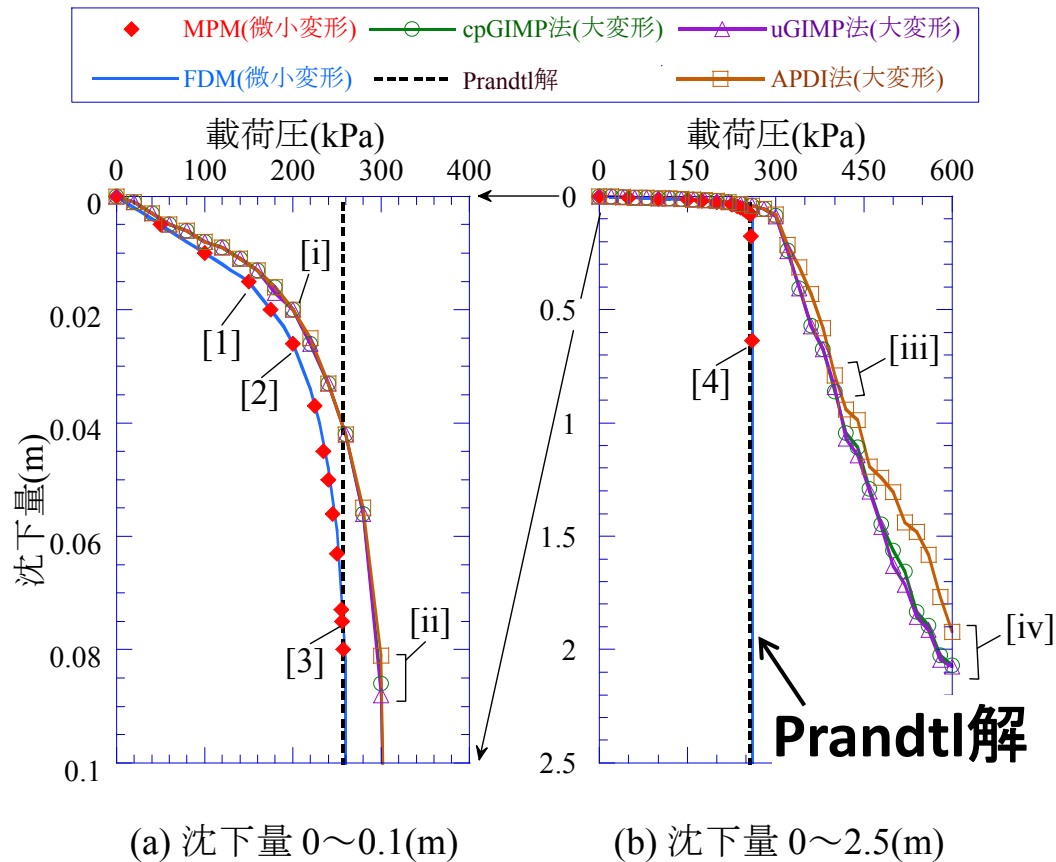 MPM(微小変形) cpGIMP法(大変形) uGIMP法(大変形)
FDM(微小変形) Prandtl解 APDI法(大変形)
載荷圧(kPa) 載荷圧(kPa)
0 100 200 300 400 0 150 300 450 600
0
0.02
0.04
0.06
0.08
0.1
沈下量(m)
[i]
[1]
[2]
[3]
[ii]
0
0.5
1
1.5
2
2.5
[iii]
[4]
[iv]
Prandtl解
(a) 沈下量 0～0.1(m) (b) 沈下量 0～2.5(m)